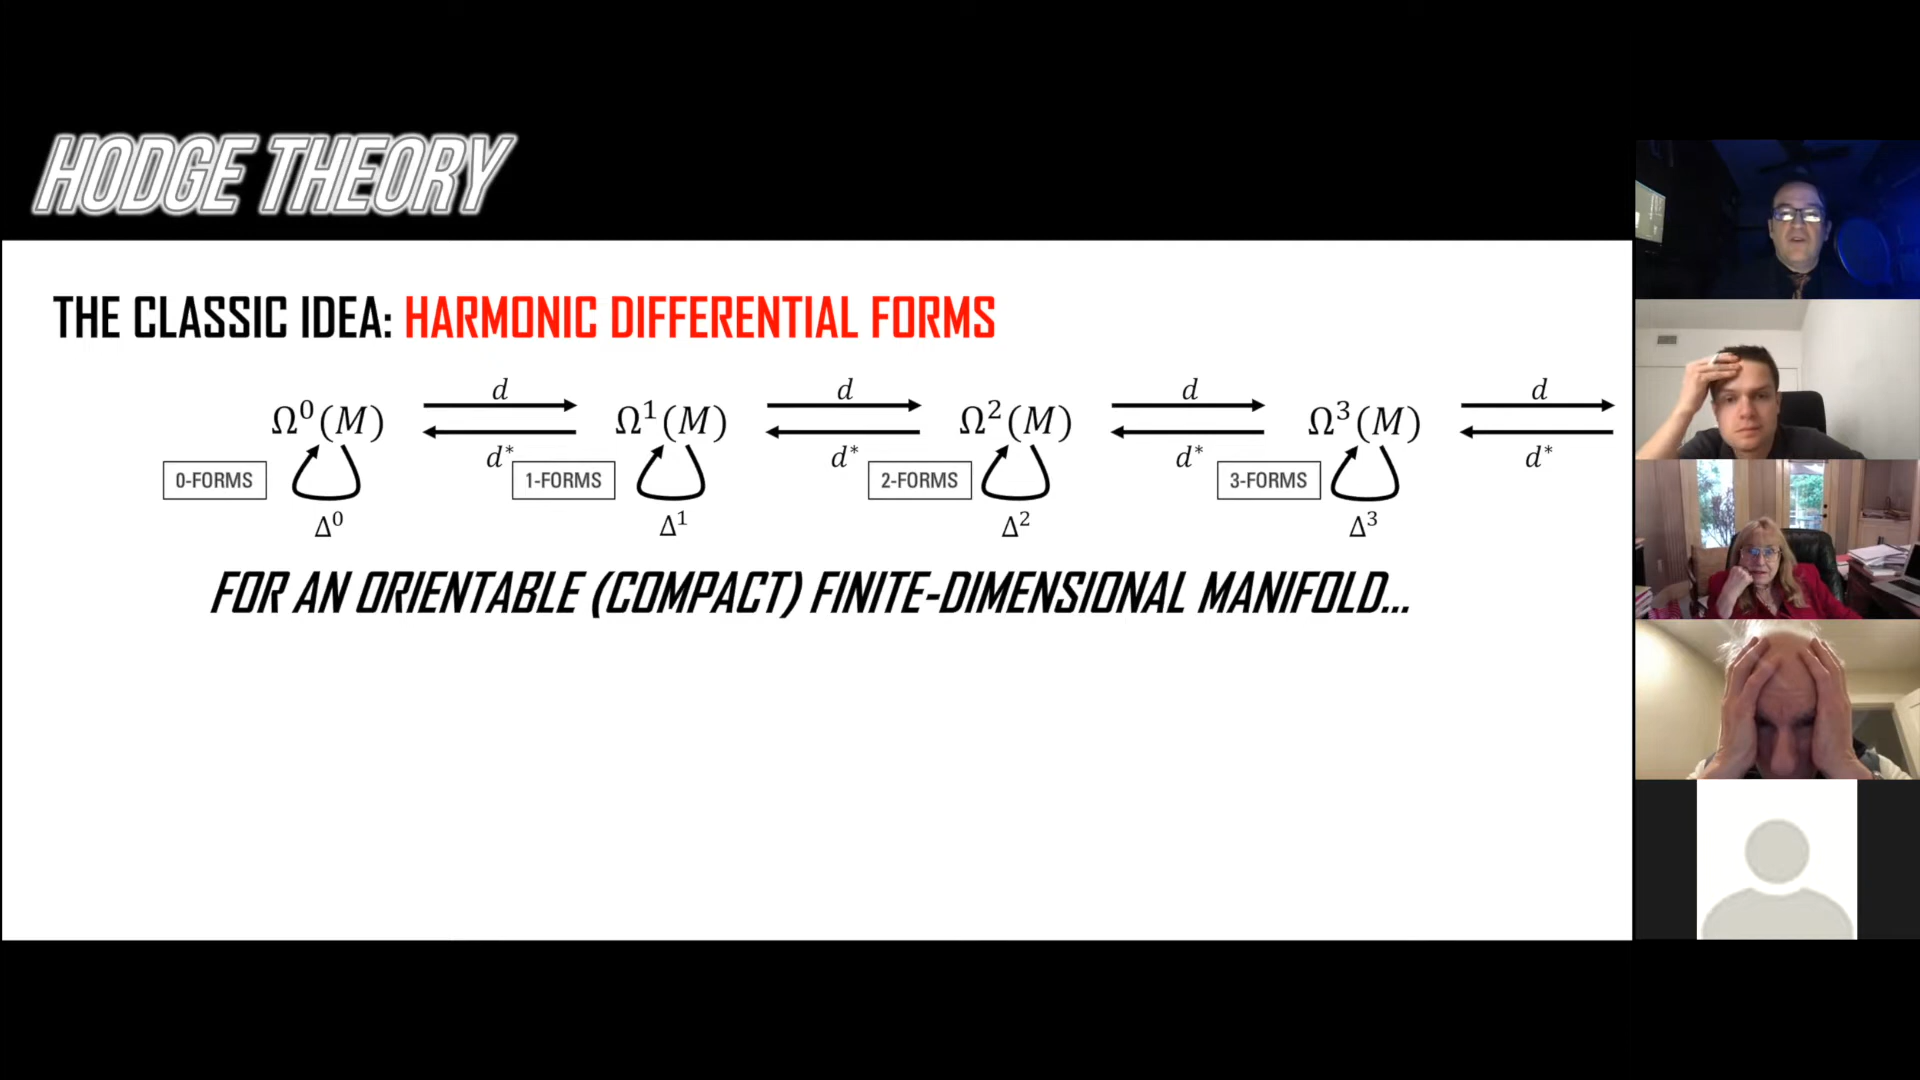 HODGE THEORY
THE CLASSIC IDEA: HARMONIC DIFFERENTIAL FORMS
d d d d
Ω⁰(M) Ω¹(M) Ω²(M) Ω³(M)
d* d* d* d*
0-FORMS 1-FORMS 2-FORMS 3-FORMS
Δ⁰ Δ¹ Δ² Δ³
FOR AN ORIENTABLE (COMPACT) FINITE-DIMENSIONAL MANIFOLD...